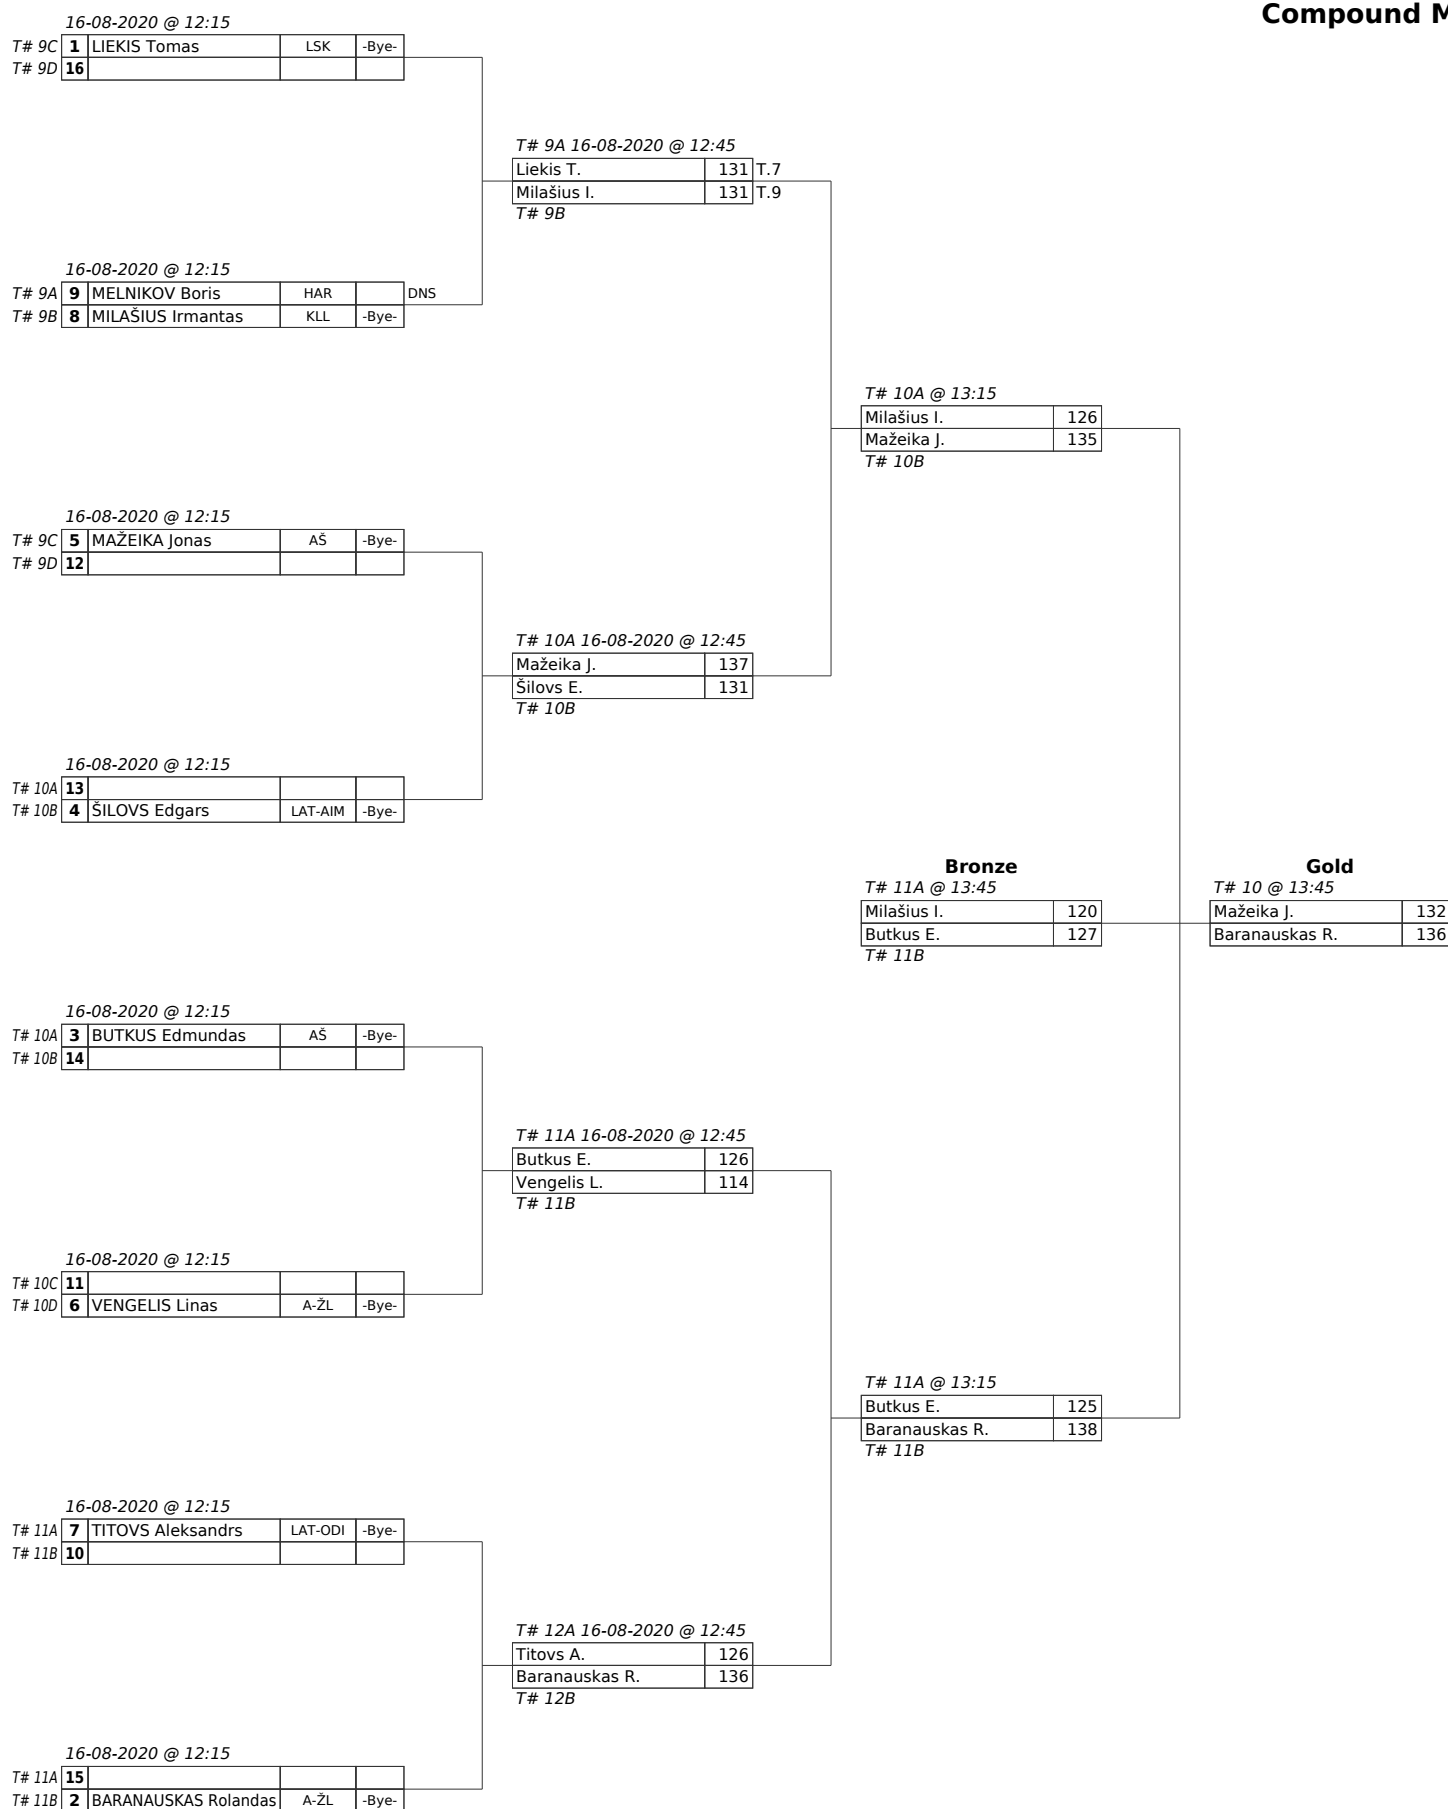 Compound M
16-08-2020 @ 12:15
T# 9C 1 LIEKIS Tomas LSK -Bye-
T# 9D 16
T# 9A 16-08-2020 @ 12:45
Liekis T. 131 T.7
Milašius I. 131 T.9
T# 9B
16-08-2020 @ 12:15
T# 9A 9 MELNIKOV Boris HAR DNS
T# 9B 8 MILAŠIUS Irmantas KLL -Bye-
T# 10A @ 13:15
Milašius I. 126
Mažeika J. 135
T# 10B
16-08-2020 @ 12:15
T# 9C 5 MAŽEIKA Jonas AŠ -Bye-
T# 9D 12
T# 10A 16-08-2020 @ 12:45
Mažeika J. 137
Šilovs E. 131
T# 10B
16-08-2020 @ 12:15
T# 10A 13
T# 10B 4 ŠILOVS Edgars LAT-AIM -Bye-
Bronze Gold
T# 11A @ 13:45 T# 10 @ 13:45
Milašius I. 120 Mažeika J. 132
Butkus E. 127 Baranauskas R. 136
T# 11B
16-08-2020 @ 12:15
T# 10A 3 BUTKUS Edmundas AŠ -Bye-
T# 10B 14
T# 11A 16-08-2020 @ 12:45
Butkus E. 126
Vengelis L. 114
T# 11B
16-08-2020 @ 12:15
T# 10C 11
T# 10D 6 VENGELIS Linas A-ŽL -Bye-
T# 11A @ 13:15
Butkus E. 125
Baranauskas R. 138
T# 11B
16-08-2020 @ 12:15
T# 11A 7 TITOVS Aleksandrs LAT-ODI -Bye-
T# 11B 10
T# 12A 16-08-2020 @ 12:45
Titovs A. 126
Baranauskas R. 136
T# 12B
16-08-2020 @ 12:15
T# 11A 15
T# 11B 2 BARANAUSKAS Rolandas A-ŽL -Bye-